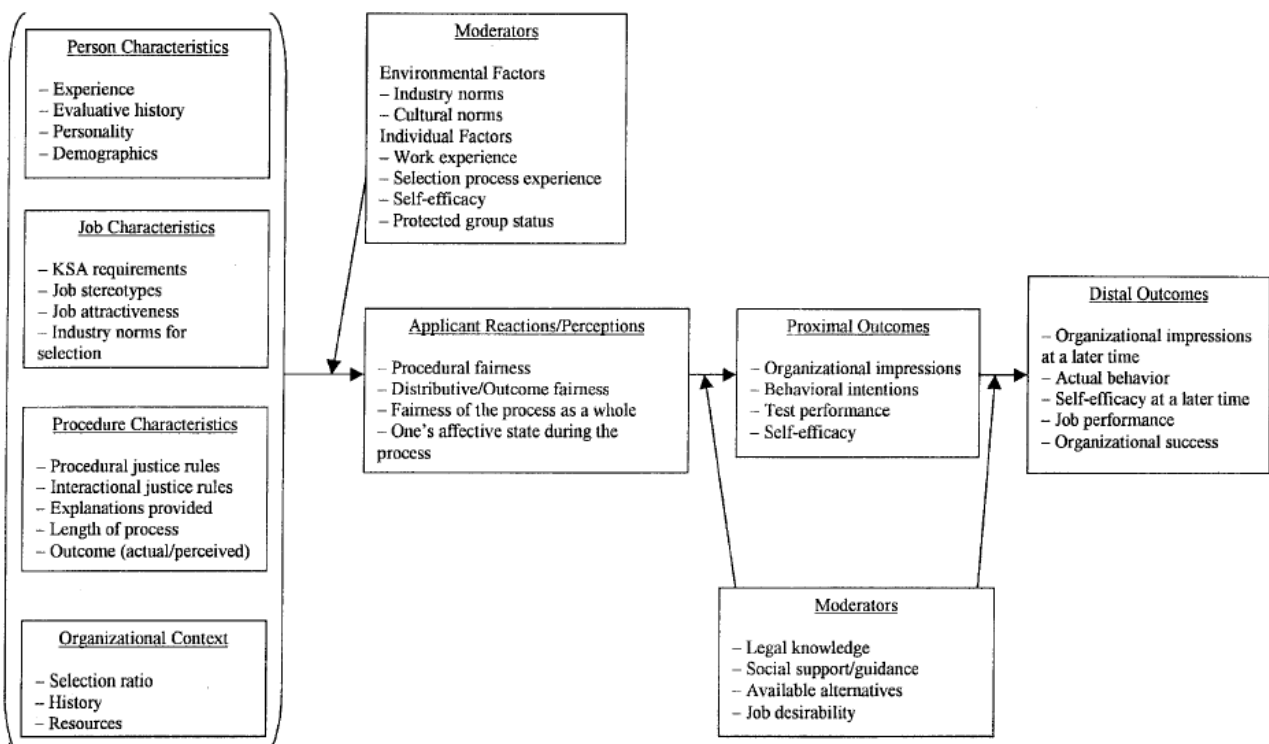 Person Characteristics
– Experience
– Evaluative history
– Personality
– Demographics
Job Characteristics
– KSA requirements
– Job stereotypes
– Job attractiveness
– Industry norms for
selection
Procedure Characteristics
– Procedural justice rules
– Interactional justice rules
– Explanations provided
– Length of process
– Outcome (actual/perceived)
Organizational Context
– Selection ratio
– History
– Resources
Moderators
Environmental Factors
– Industry norms
– Cultural norms
Individual Factors
– Work experience
– Selection process experience
– Self-efficacy
– Protected group status
Applicant Reactions/Perceptions
– Procedural fairness
– Distributive/Outcome fairness
– Fairness of the process as a whole
– One's affective state during the
process
Proximal Outcomes
– Organizational impressions
– Behavioral intentions
– Test performance
– Self-efficacy
Moderators
– Legal knowledge
– Social support/guidance
– Available alternatives
– Job desirability
Distal Outcomes
– Organizational impressions
at a later time
– Actual behavior
– Self-efficacy at a later time
– Job performance
– Organizational success